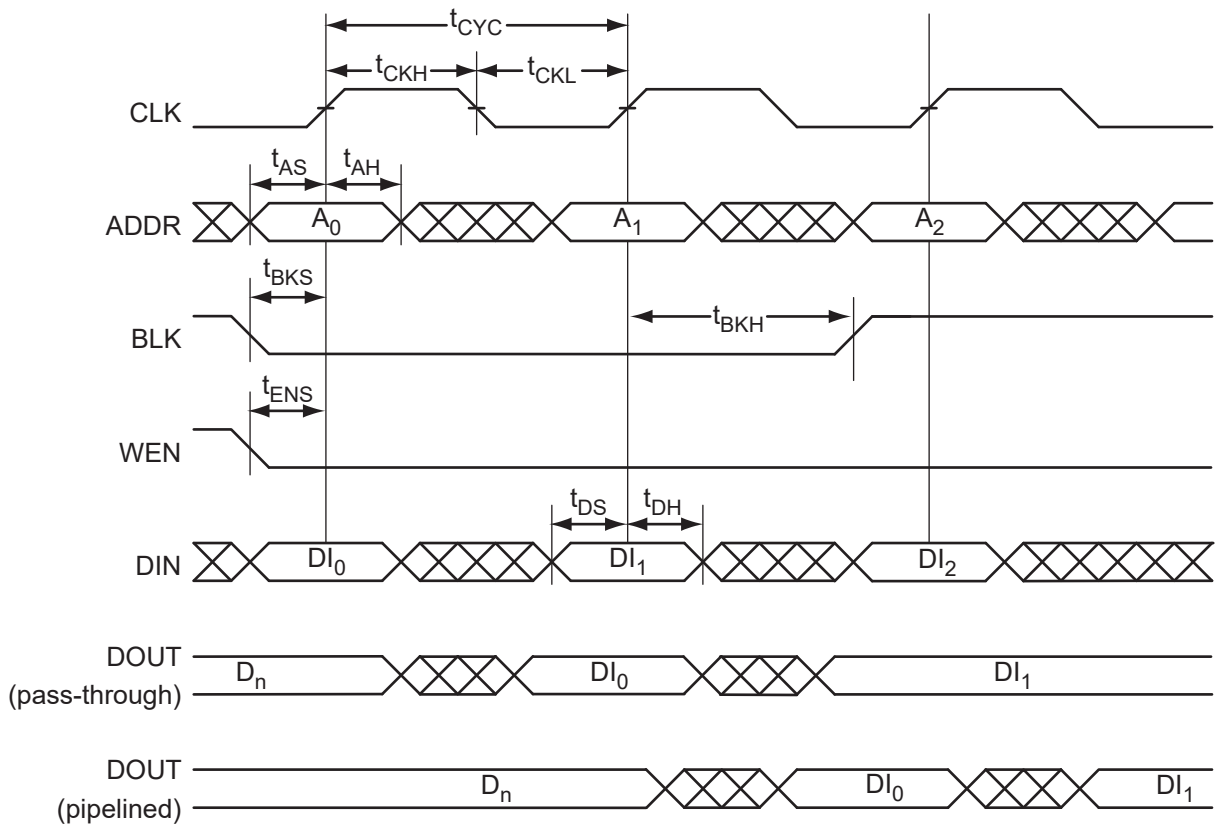 tCYC
tCKH
tCKL
CLK
tAS
tAH
ADDR
A0
A1
A2
tBKS
tBKH
BLK
tENS
WEN
tDS
tDH
DIN
DI0
DI1
DI2
DOUT
(pass-through)
Dn
DI0
DI1
DOUT
(pipelined)
Dn
DI0
DI1